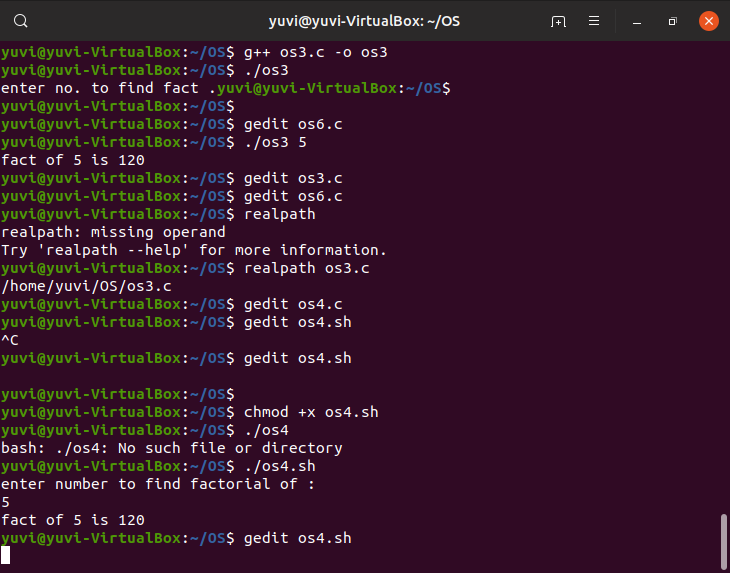 yuvi@yuvi-VirtualBox: ~/OS
yuvi@yuvi-VirtualBox:~/OS$ g++ os3.c -o os3
yuvi@yuvi-VirtualBox:~/OS$ ./os3
enter no. to find fact .yuvi@yuvi-VirtualBox:~/OS$
yuvi@yuvi-VirtualBox:~/OS$
yuvi@yuvi-VirtualBox:~/OS$ gedit os6.c
yuvi@yuvi-VirtualBox:~/OS$ ./os3 5
fact of 5 is 120
yuvi@yuvi-VirtualBox:~/OS$ gedit os3.c
yuvi@yuvi-VirtualBox:~/OS$ gedit os6.c
yuvi@yuvi-VirtualBox:~/OS$ realpath
realpath: missing operand
Try 'realpath --help' for more information.
yuvi@yuvi-VirtualBox:~/OS$ realpath os3.c
/home/yuvi/OS/os3.c
yuvi@yuvi-VirtualBox:~/OS$ gedit os4.c
yuvi@yuvi-VirtualBox:~/OS$ gedit os4.sh
^C
yuvi@yuvi-VirtualBox:~/OS$ gedit os4.sh
yuvi@yuvi-VirtualBox:~/OS$
yuvi@yuvi-VirtualBox:~/OS$ chmod +x os4.sh
yuvi@yuvi-VirtualBox:~/OS$ ./os4
bash: ./os4: No such file or directory
yuvi@yuvi-VirtualBox:~/OS$ ./os4.sh
enter number to find factorial of :
5
fact of 5 is 120
yuvi@yuvi-VirtualBox:~/OS$ gedit os4.sh